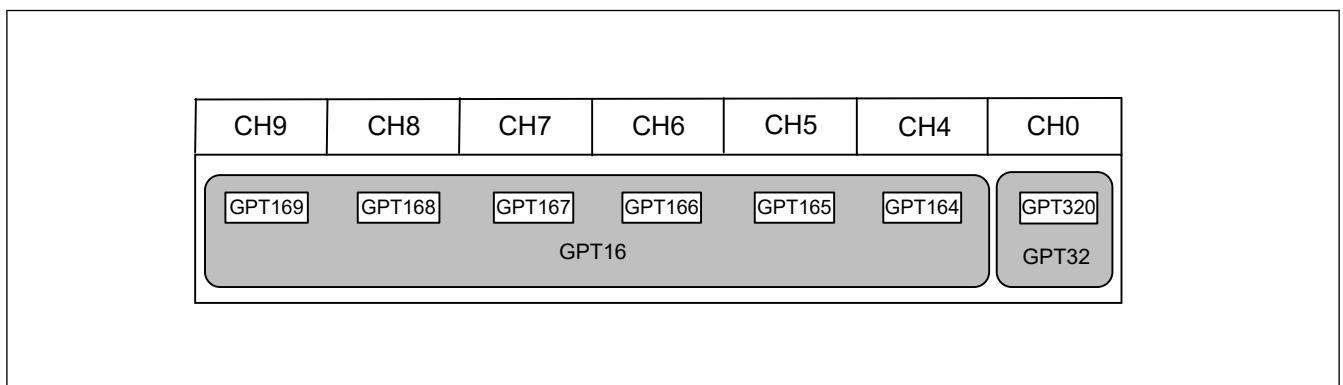 CH9 CH8 CH7 CH6 CH5 CH4 CH0
GPT169 GPT168 GPT167 GPT166 GPT165 GPT164 GPT320
GPT16 GPT32